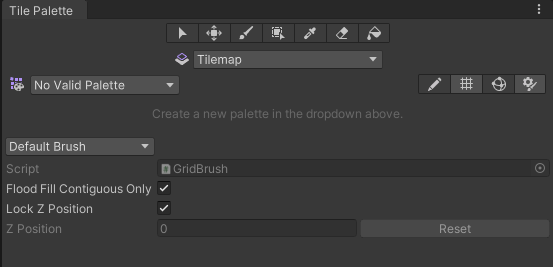 Tile Palette
Tilemap
No Valid Palette
Create a new palette in the dropdown above.
Default Brush
Script GridBrush
Flood Fill Contiguous Only
Lock Z Position
Z Position 0 Reset